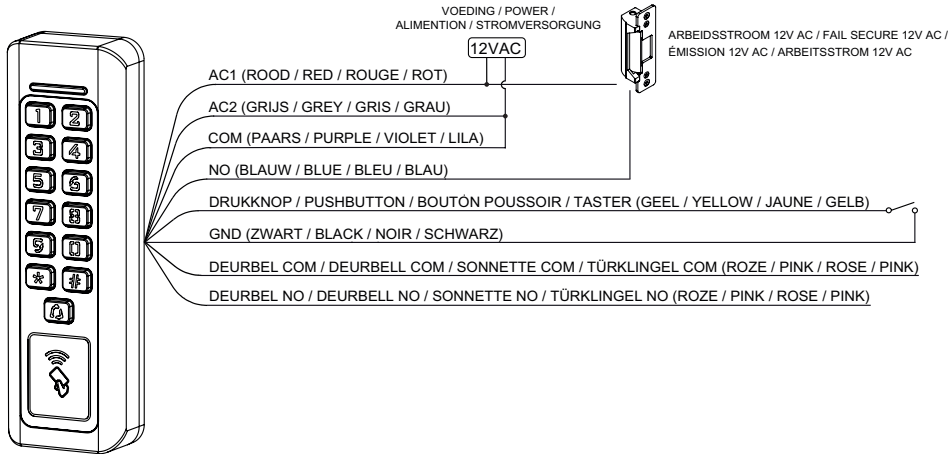 VOEDING / POWER /
ALIMENTION / STROMVERSORGUNG
12VAC
ARBEIDSSTROOM 12V AC / FAIL SECURE 12V AC /
ÉMISSION 12V AC / ARBEITSSTROM 12V AC
AC1 (ROOD / RED / ROUGE / ROT)
AC2 (GRIJS / GREY / GRIS / GRAU)
COM (PAARS / PURPLE / VIOLET / LILA)
NO (BLAUW / BLUE / BLEU / BLAU)
DRUKKNOP / PUSHBUTTON / BOUTÓN POUSSOIR / TASTER (GEEL / YELLOW / JAUNE / GELB)
GND (ZWART / BLACK / NOIR / SCHWARZ)
DEURBEL COM / DEURBELL COM / SONNETTE COM / TÜRKLINGEL COM (ROZE / PINK / ROSE / PINK)
DEURBEL NO / DEURBELL NO / SONNETTE NO / TÜRKLINGEL NO (ROZE / PINK / ROSE / PINK)
1 2
3 4
5 6
7 8
9 0
* #